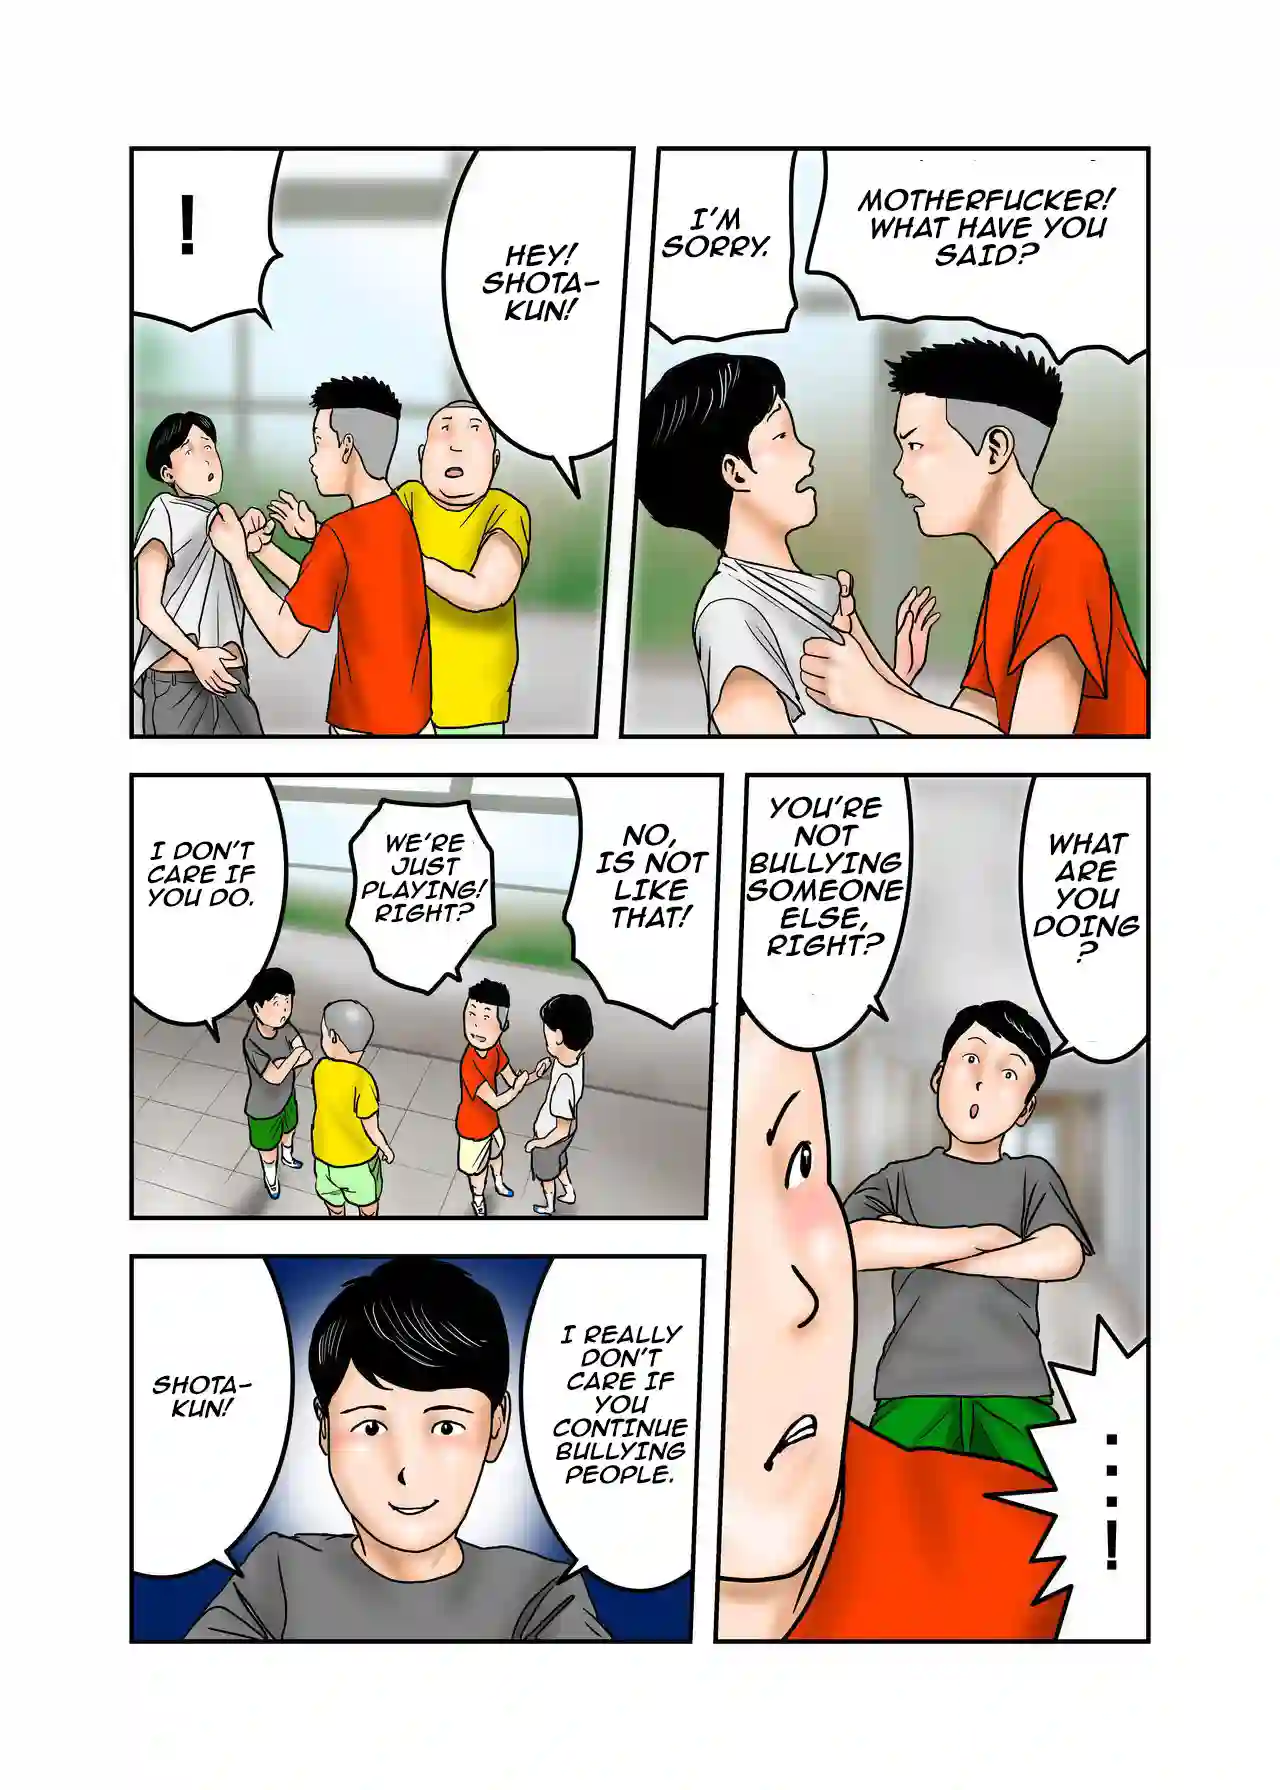 MOTHERFUCKER!
WHAT HAVE YOU
SAID?
I'M
SORRY.
HEY!
SHOTA-
KUN!
!
WHAT
ARE
YOU
DOING
?
YOU'RE
NOT
BULLYING
SOMEONE
ELSE,
RIGHT?
...!
NO,
IS NOT
LIKE
THAT!
WE'RE
JUST
PLAYING!
RIGHT?
I DON'T
CARE IF
YOU DO.
I REALLY
DON'T
CARE IF
YOU
CONTINUE
BULLYING
PEOPLE.
SHOTA-
KUN!